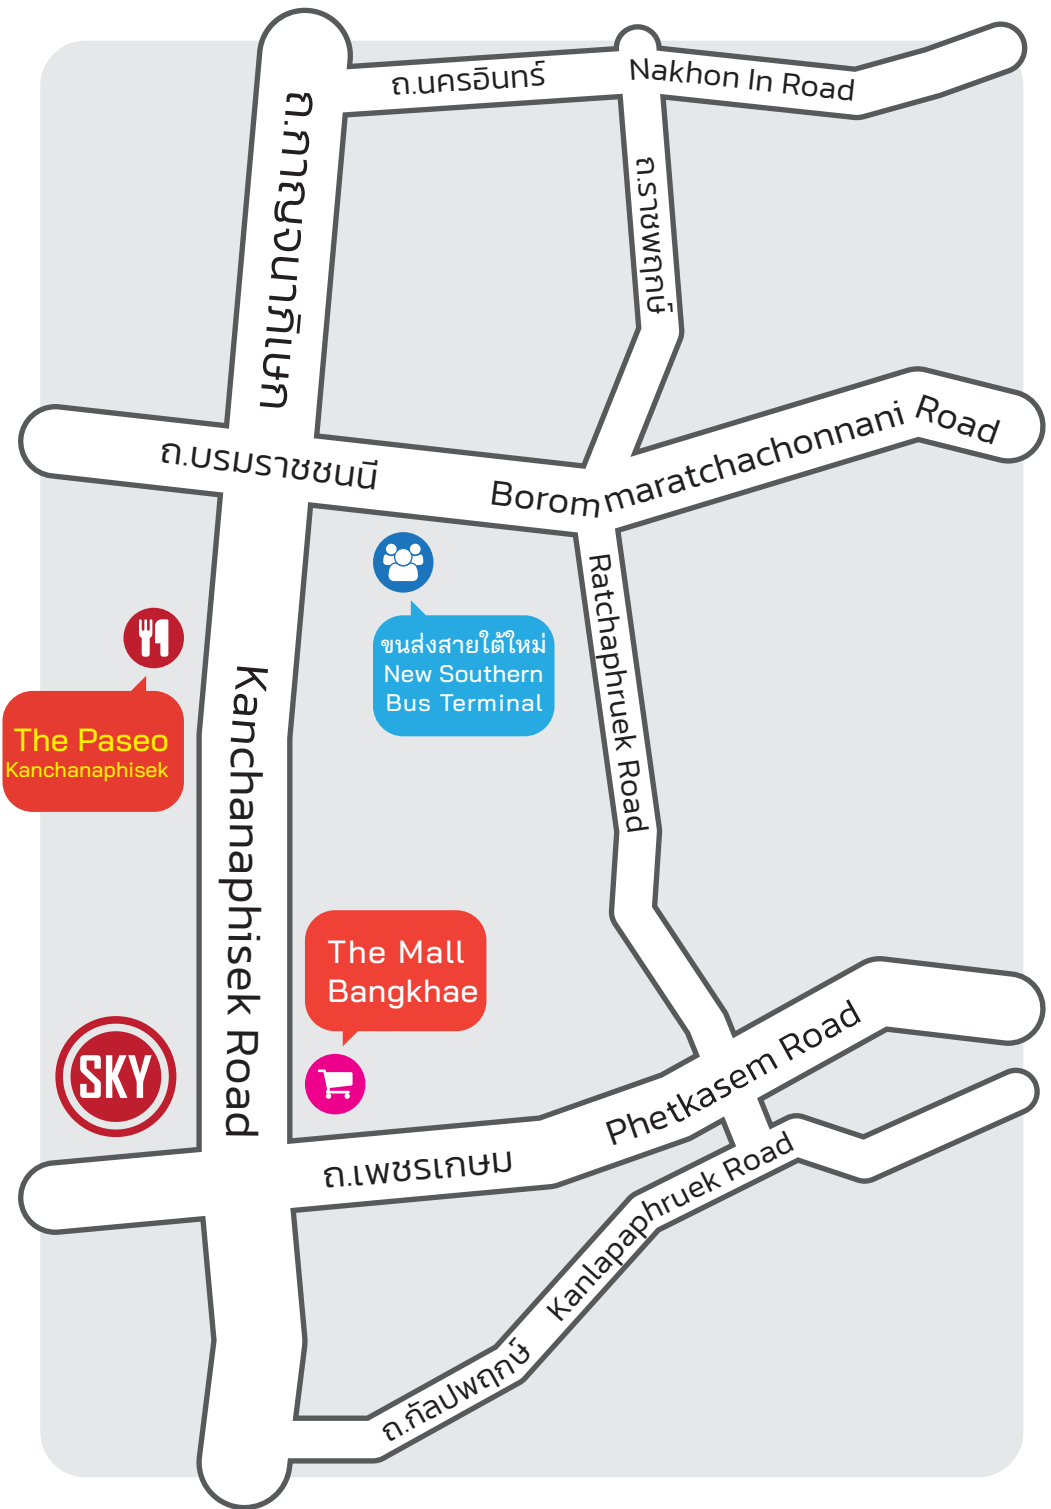 ถ.นครอินทร์
Nakhon In Road
ถ.กาญจนาภิเษก
ถ.ราชพฤกษ์
ถ.บรมราชชนนี
Borommaratchachonnani Road
ขนส่งสายใต้ใหม่
New Southern
Bus Terminal
Ratchaphruek Road
The Paseo
Kanchanaphisek
Kanchanaphisek Road
The Mall
Bangkhae
SKY
Phetkasem Road
ถ.เพชรเกษม
Kanlapaphruek Road
ถ.กัลปพฤกษ์